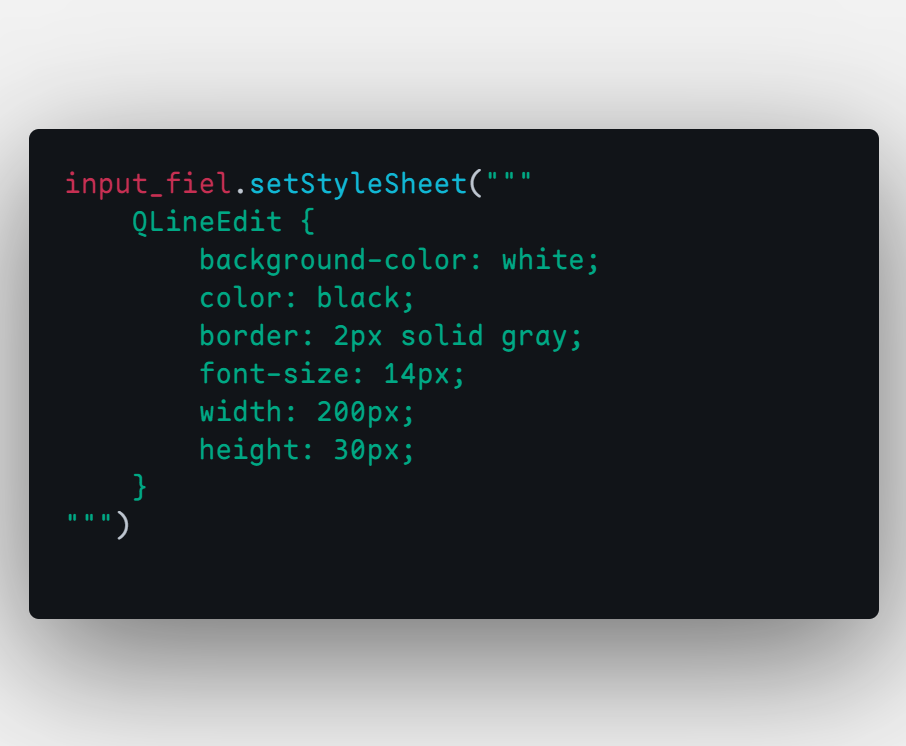 input_fiel.setStyleSheet("""
    QLineEdit {
        background-color: white;
        color: black;
        border: 2px solid gray;
        font-size: 14px;
        width: 200px;
        height: 30px;
    }
""")